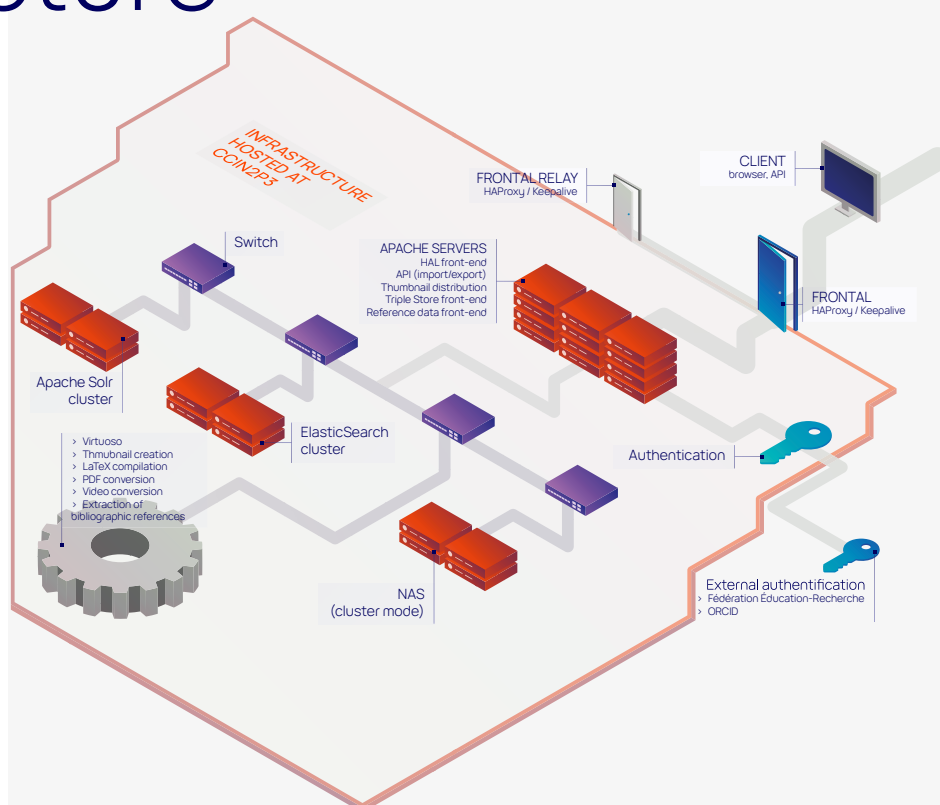 INFRASTRUCTURE
HOSTED AT
CCIN2P3
CLIENT
browser, API
FRONTAL RELAY
HAProxy / Keepalive
Switch
APACHE SERVERS
HAL front-end
API (import/export)
Thumbnail distribution
Triple Store front-end
Reference data front-end
FRONTAL
HAProxy / Keepalive
Apache Solr
cluster
ElasticSearch
cluster
› Virtuoso
› Thmubnail creation
› LaTeX compilation
› PDF conversion
› Video conversion
› Extraction of
bibliographic references
Authentication
NAS
(cluster mode)
External authentification
› Fédération Éducation-Recherche
› ORCID